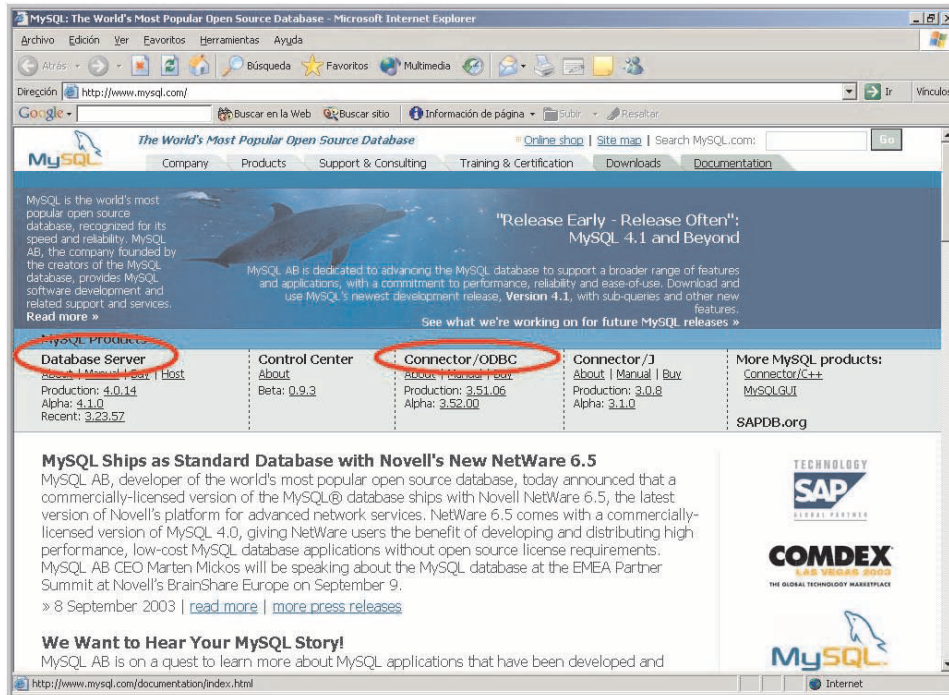 MySQL: The World's Most Popular Open Source Database - Microsoft Internet Explorer
Archivo Edición Ver Favoritos Herramientas Ayuda
Atrás Búsqueda Favoritos Multimedia
Dirección http://www.mysql.com/ Ir Vínculos
Google Buscar en la Web Buscar sitio Información de página Subir Resaltar
MySQL The World's Most Popular Open Source Database Online shop | Site map | Search MySQL.com: Go
Company Products Support & Consulting Training & Certification Downloads Documentation
MySQL is the world's most
popular open source
database, recognized for its
speed and reliability. MySQL
AB, the company founded by
the creators of the MySQL
database, provides MySQL
software development and
related support and services.
Read more »
"Release Early - Release Often":
MySQL 4.1 and Beyond
MySQL AB is dedicated to advancing the MySQL database to support a broader range of features
and applications, with a commitment to performance, reliability and ease-of-use. Download and
use MySQL's newest development release, Version 4.1, with sub-queries and other new
features.
See what we're working on for future MySQL releases »
MySQL Products
Database Server
About | Manual | Buy | Host
Production: 4.0.14
Alpha: 4.1.0
Recent: 3.23.57
Control Center
About
Beta: 0.9.3
Connector/ODBC
About | Manual | Buy
Production: 3.51.06
Alpha: 3.52.00
Connector/J
About | Manual | Buy
Production: 3.0.8
Alpha: 3.1.0
More MySQL products:
Connector/C++
MySQLGUI
SAPDB.org
MySQL Ships as Standard Database with Novell's New NetWare 6.5
MySQL AB, developer of the world's most popular open source database, today announced that a
commercially-licensed version of the MySQL® database ships with Novell NetWare 6.5, the latest
version of Novell's platform for advanced network services. NetWare 6.5 comes with a commercially-
licensed version of MySQL 4.0, giving NetWare users the benefit of developing and distributing high
performance, low-cost MySQL database applications without open source license requirements.
MySQL AB CEO Marten Mickos will be speaking about the MySQL database at the EMEA Partner
Summit at Novell's BrainShare Europe on September 9.
» 8 September 2003 | read more | more press releases
We Want to Hear Your MySQL Story!
MySQL AB is on a quest to learn more about MySQL applications that have been developed and
TECHNOLOGY
SAP
GLOBAL PARTNER
COMDEX
LAS VEGAS 2003
THE GLOBAL TECHNOLOGY MARKETPLACE
MySQL
http://www.mysql.com/documentation/index.html Internet